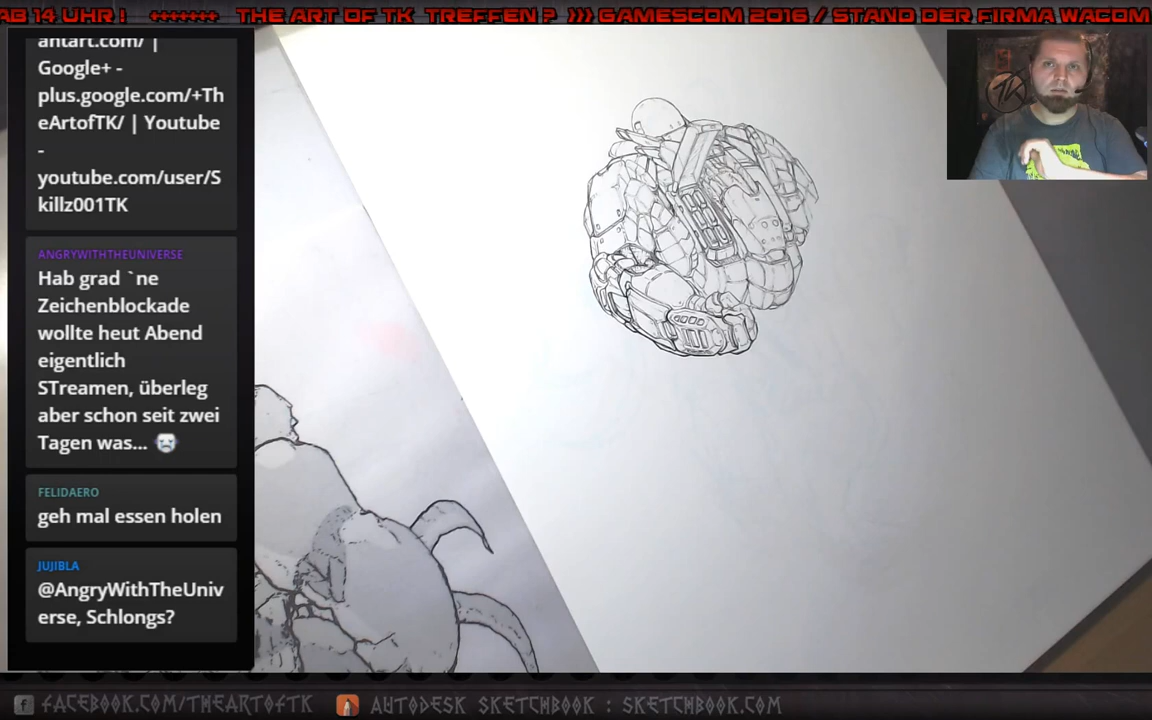 AB 14 UHR ! +++++++ THE ART OF TK TREFFEN ? >>> GAMESCOM 2016 / STAND DER FIRMA WACOM
antart.com/ |
Google+ -
plus.google.com/+Th
eArtofTK/ | Youtube
-
youtube.com/user/S
killz001TK
ANGRYWITHTHEUNIVERSE
Hab grad `ne
Zeichenblockade
wollte heut Abend
eigentlich
STreamen, überleg
aber schon seit zwei
Tagen was...
FELIDAERO
geh mal essen holen
JUJIBLA
@AngryWithTheUniv
erse, Schlongs?
TK
FACEBOOK.COM/THEARTOFTK
AUTODESK SKETCHBOOK : SKETCHBOOK.COM